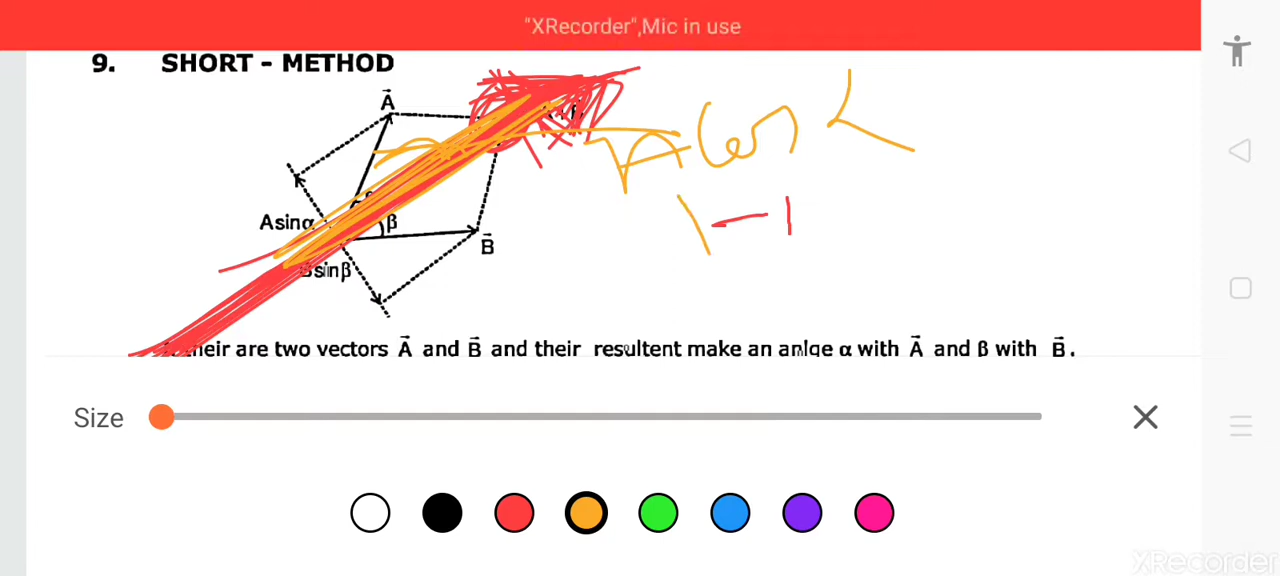 "XRecorder",Mic in use
9. SHORT - METHOD
A⃗
A cos α
Asinα
β
B⃗
sinβ
are two vectors A⃗ and B⃗ and their resultent make an anlge α with A⃗ and β with B⃗.
Size
XRecorder